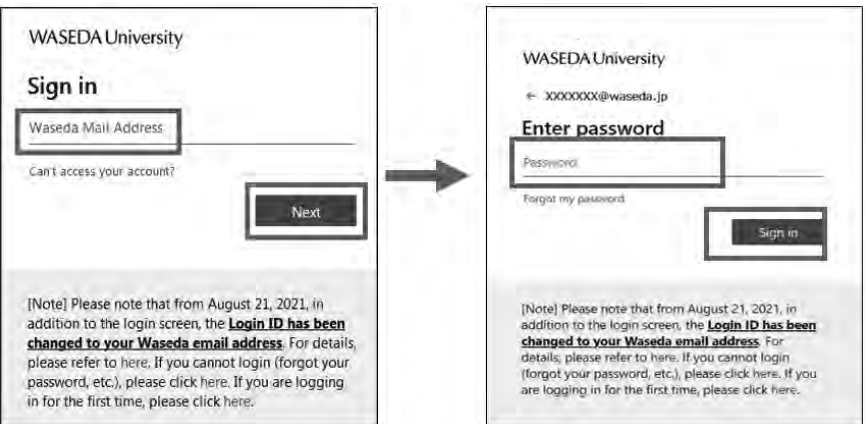 WASEDA University
Sign in
Waseda Mail Address
Can't access your account?
Next
[Note] Please note that from August 21, 2021, in
addition to the login screen, the Login ID has been
changed to your Waseda email address. For details,
please refer to here. If you cannot login (forgot your
password, etc.), please click here. If you are logging
in for the first time, please click here.
WASEDA University
← XXXXXXX@waseda.jp
Enter password
Password
Forgot my password
Sign in
[Note] Please note that from August 21, 2021, in
addition to the login screen, the Login ID has been
changed to your Waseda email address. For
details, please refer to here. If you cannot login
(forgot your password, etc.), please click here. If you
are logging in for the first time, please click here.